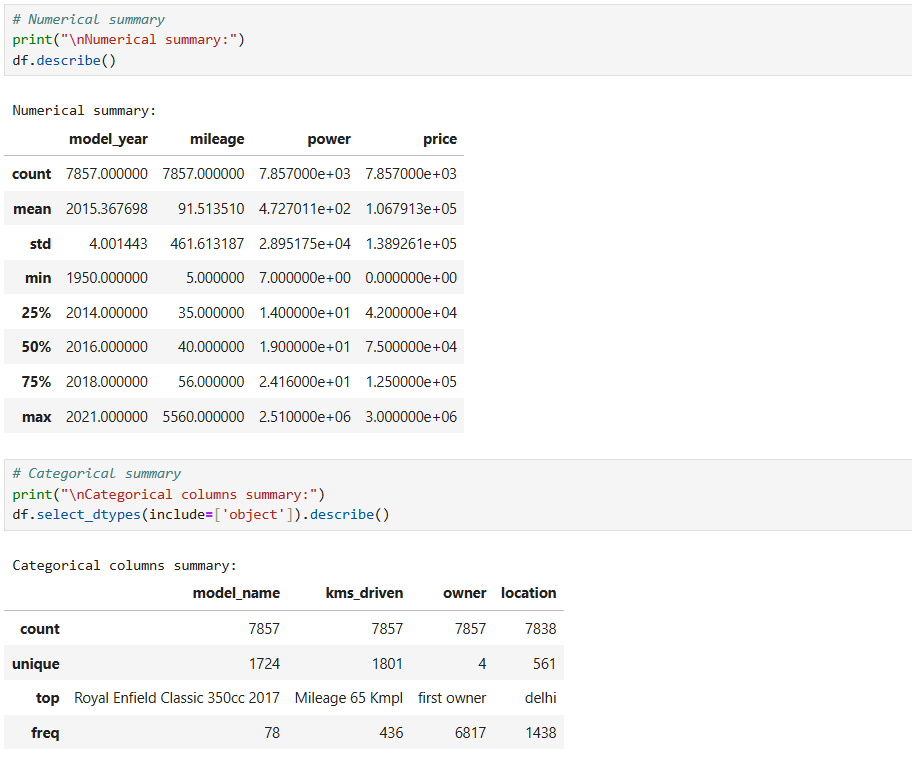 # Numerical summary
print("\nNumerical summary:")
df.describe()
Numerical summary:
model_year mileage power price
count 7857.000000 7857.000000 7.857000e+03 7.857000e+03
mean 2015.367698 91.513510 4.727011e+02 1.067913e+05
std 4.001443 461.613187 2.895175e+04 1.389261e+05
min 1950.000000 5.000000 7.000000e+00 0.000000e+00
25% 2014.000000 35.000000 1.400000e+01 4.200000e+04
50% 2016.000000 40.000000 1.900000e+01 7.500000e+04
75% 2018.000000 56.000000 2.416000e+01 1.250000e+05
max 2021.000000 5560.000000 2.510000e+06 3.000000e+06
# Categorical summary
print("\nCategorical columns summary:")
df.select_dtypes(include=['object']).describe()
Categorical columns summary:
model_name kms_driven owner location
count 7857 7857 7857 7838
unique 1724 1801 4 561
top Royal Enfield Classic 350cc 2017 Mileage 65 Kmpl first owner delhi
freq 78 436 6817 1438